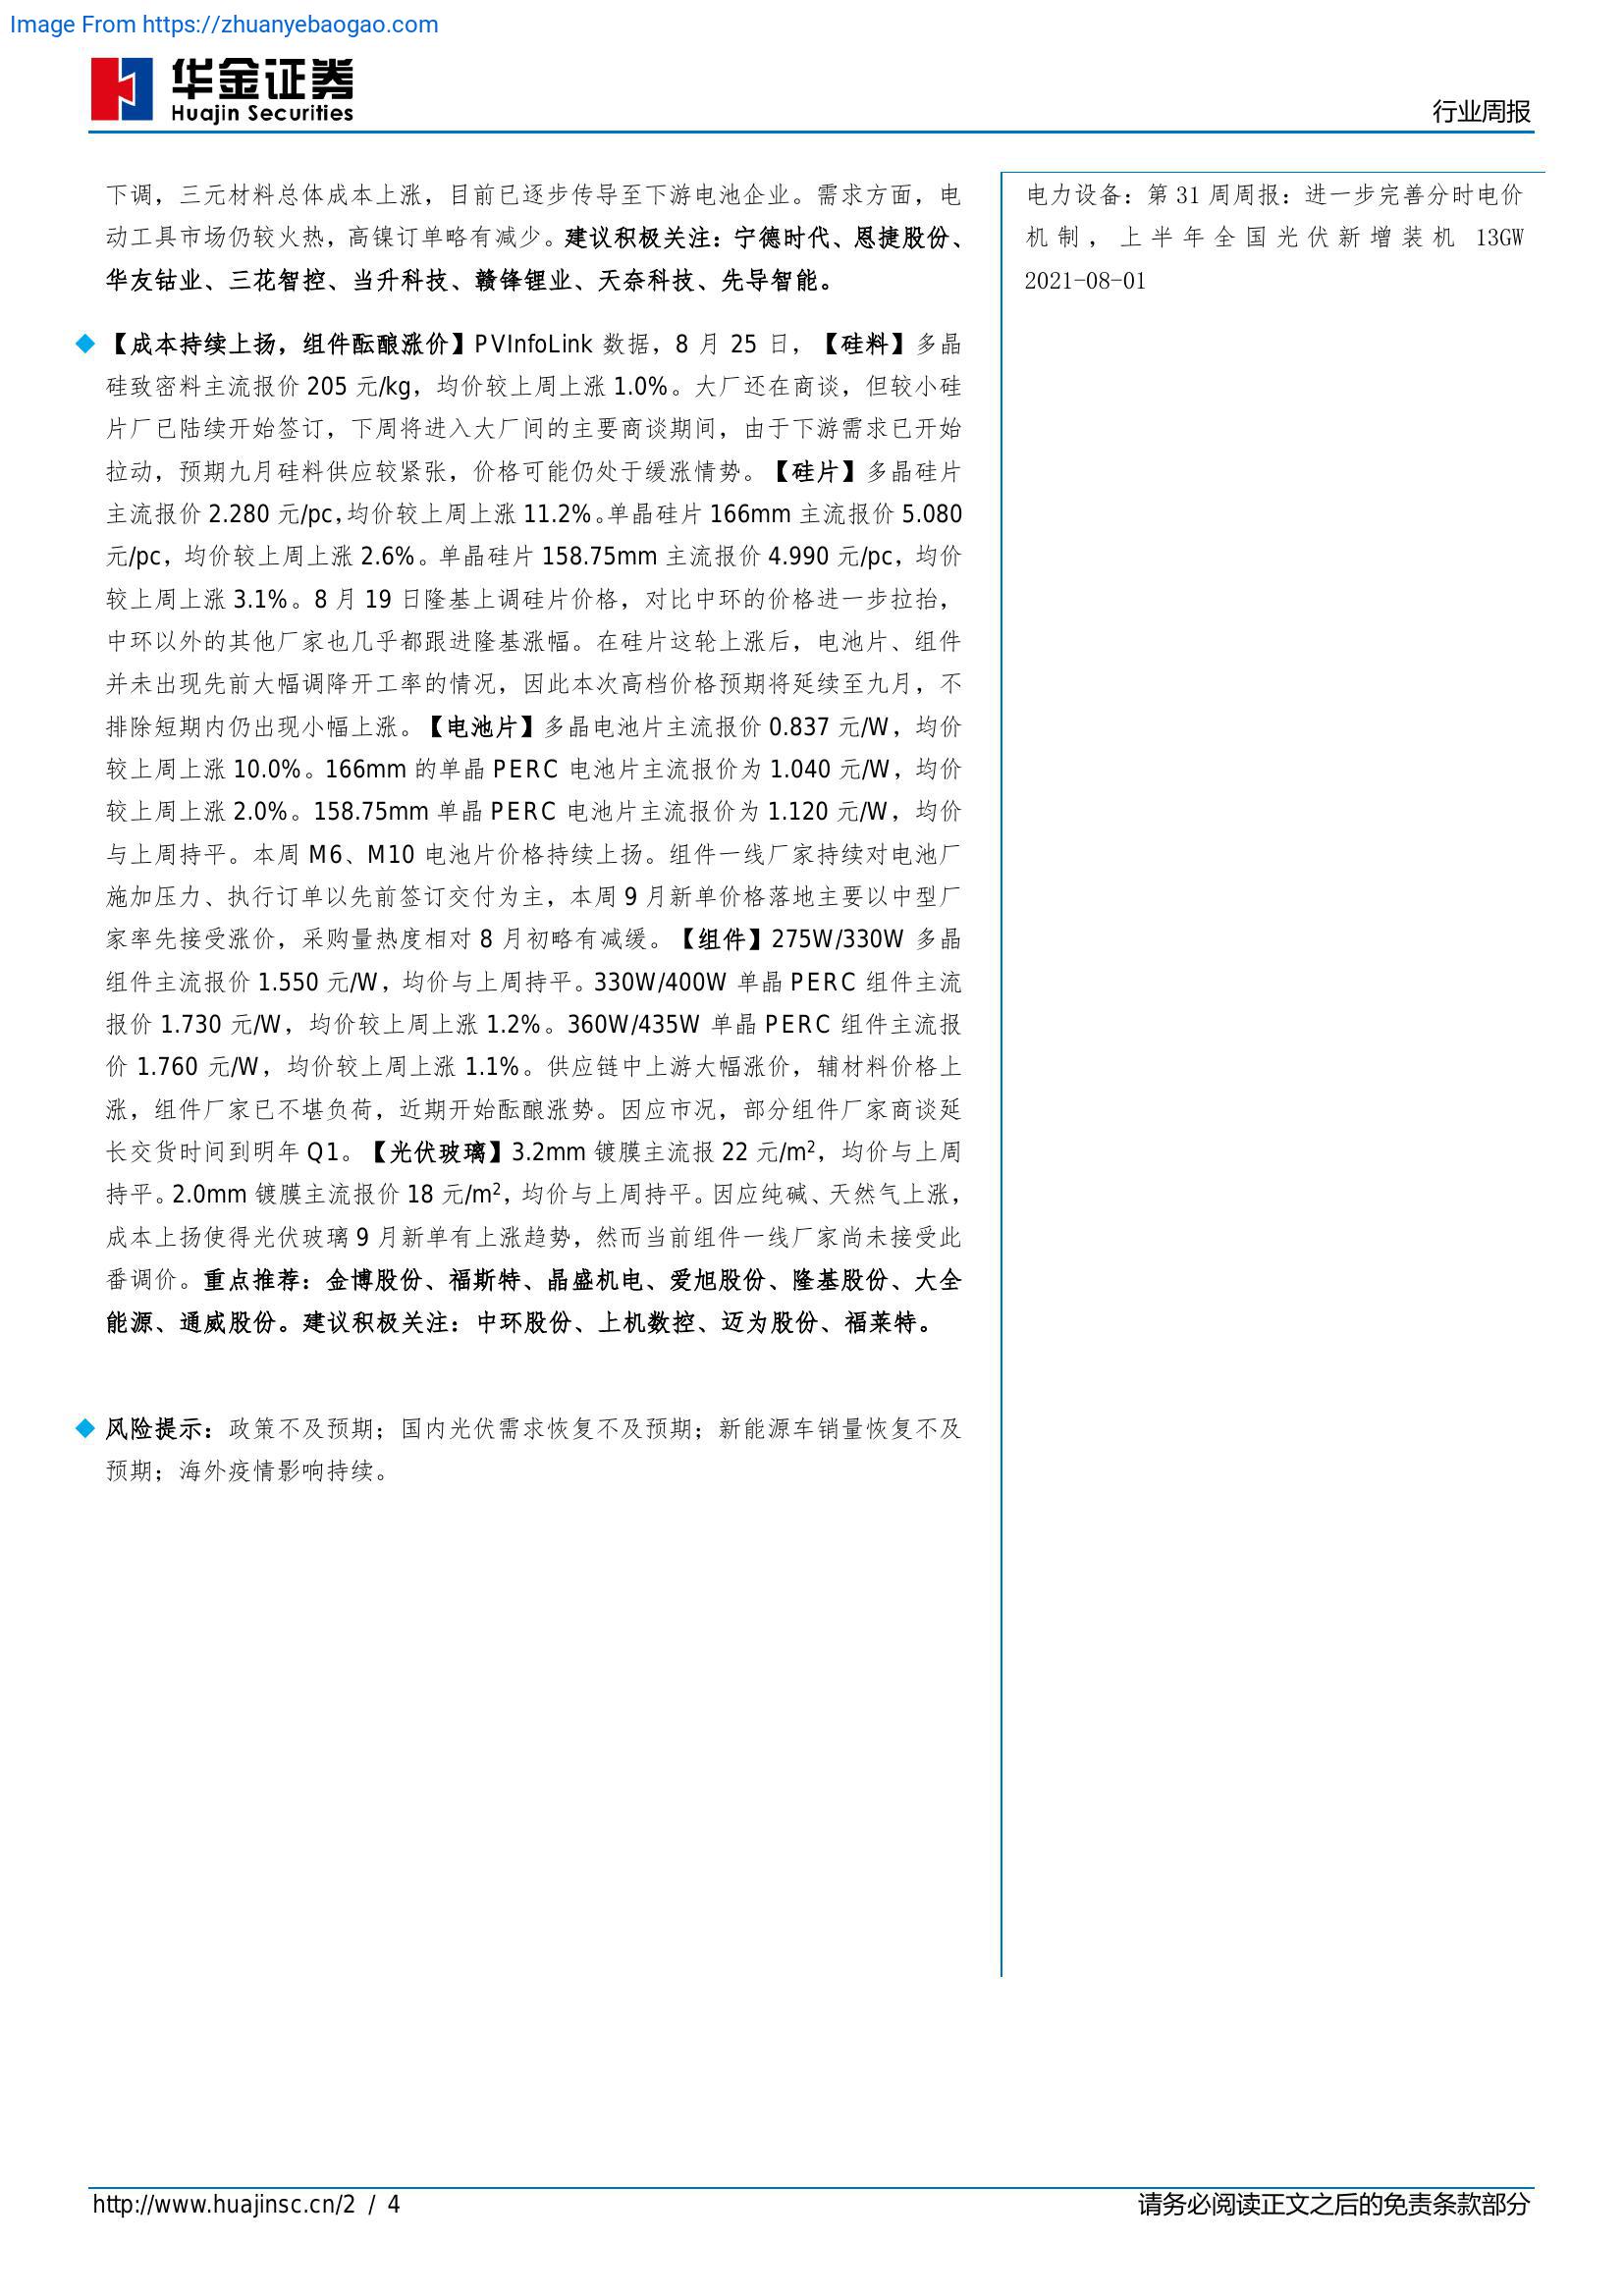 Image From https://zhuanyebaogao.com
华金证券
Huajin Securities
行业周报
下调，三元材料总体成本上涨，目前已逐步传导至下游电池企业。需求方面，电
动工具市场仍较火热，高镍订单略有减少。建议积极关注：宁德时代、恩捷股份、
华友钴业、三花智控、当升科技、赣锋锂业、天奈科技、先导智能。
◆ 【成本持续上扬，组件酝酿涨价】PVInfoLink 数据，8 月 25 日，【硅料】多晶
硅致密料主流报价 205 元/kg，均价较上周上涨 1.0%。大厂还在商谈，但较小硅
片厂已陆续开始签订，下周将进入大厂间的主要商谈期间，由于下游需求已开始
拉动，预期九月硅料供应较紧张，价格可能仍处于缓涨情势。【硅片】多晶硅片
主流报价 2.280 元/pc，均价较上周上涨 11.2%。单晶硅片 166mm 主流报价 5.080
元/pc，均价较上周上涨 2.6%。单晶硅片 158.75mm 主流报价 4.990 元/pc，均价
较上周上涨 3.1%。8 月 19 日隆基上调硅片价格，对比中环的价格进一步拉抬，
中环以外的其他厂家也几乎都跟进隆基涨幅。在硅片这轮上涨后，电池片、组件
并未出现先前大幅调降开工率的情况，因此本次高档价格预期将延续至九月，不
排除短期内仍出现小幅上涨。【电池片】多晶电池片主流报价 0.837 元/W，均价
较上周上涨 10.0%。166mm 的单晶 PERC 电池片主流报价为 1.040 元/W，均价
较上周上涨 2.0%。158.75mm 单晶 PERC 电池片主流报价为 1.120 元/W，均价
与上周持平。本周 M6、M10 电池片价格持续上扬。组件一线厂家持续对电池厂
施加压力、执行订单以先前签订交付为主，本周 9 月新单价格落地主要以中型厂
家率先接受涨价，采购量热度相对 8 月初略有减缓。【组件】275W/330W 多晶
组件主流报价 1.550 元/W，均价与上周持平。330W/400W 单晶 PERC 组件主流
报价 1.730 元/W，均价较上周上涨 1.2%。360W/435W 单晶 PERC 组件主流报
价 1.760 元/W，均价较上周上涨 1.1%。供应链中上游大幅涨价，辅材料价格上
涨，组件厂家已不堪负荷，近期开始酝酿涨势。因应市况，部分组件厂家商谈延
长交货时间到明年 Q1。【光伏玻璃】3.2mm 镀膜主流报 22 元/m²，均价与上周
持平。2.0mm 镀膜主流报价 18 元/m²，均价与上周持平。因应纯碱、天然气上涨，
成本上扬使得光伏玻璃 9 月新单有上涨趋势，然而当前组件一线厂家尚未接受此
番调价。重点推荐：金博股份、福斯特、晶盛机电、爱旭股份、隆基股份、大全
能源、通威股份。建议积极关注：中环股份、上机数控、迈为股份、福莱特。
◆ 风险提示：政策不及预期；国内光伏需求恢复不及预期；新能源车销量恢复不及
预期；海外疫情影响持续。
电力设备：第 31 周周报：进一步完善分时电价
机制，上半年全国光伏新增装机 13GW
2021-08-01
http://www.huajinsc.cn/2 / 4
请务必阅读正文之后的免责条款部分